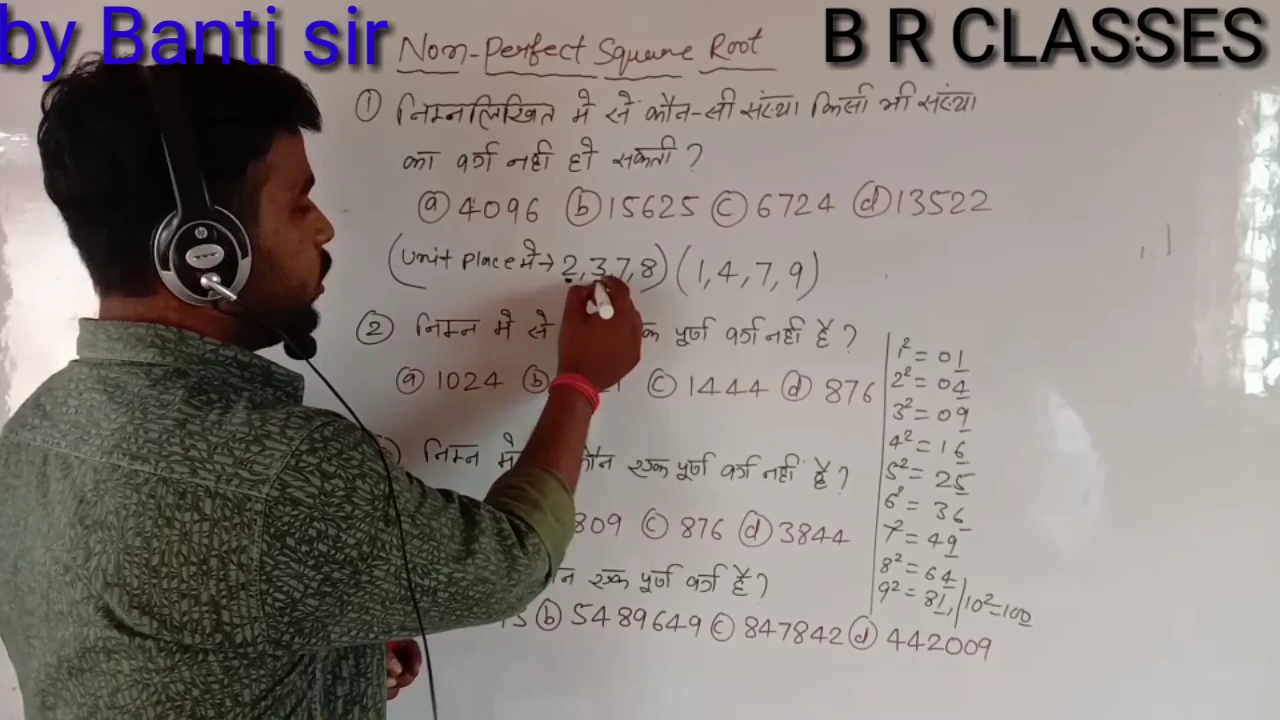 by Banti sir
B R CLASSES
Non-Perfect Square Root
① निम्नलिखित मे से कौन-सी संख्या किसी भी संख्या
का वर्ग नही हो सकती ?
ⓐ 4096 ⓑ 15625 ⓒ 6724 ⓓ 13522
(Unit Place मे → 2,3,7,8) (1,4,7,9)
② निम्न मे से पूर्ण वर्ग नही है ?
ⓐ 1024 ⓑ ⓒ 1444 ⓓ 876
निम्न मे कौन एक पूर्ण वर्ग नही है ?
809 ⓒ 876 ⓓ 3844
एक पूर्ण वर्ग है ?
ⓑ 5489649 ⓒ 847842 ⓓ 442009
1² = 01
2² = 04
3² = 09
4² = 16
5² = 25
6² = 36
7² = 49
8² = 64
9² = 81, 10² = 100